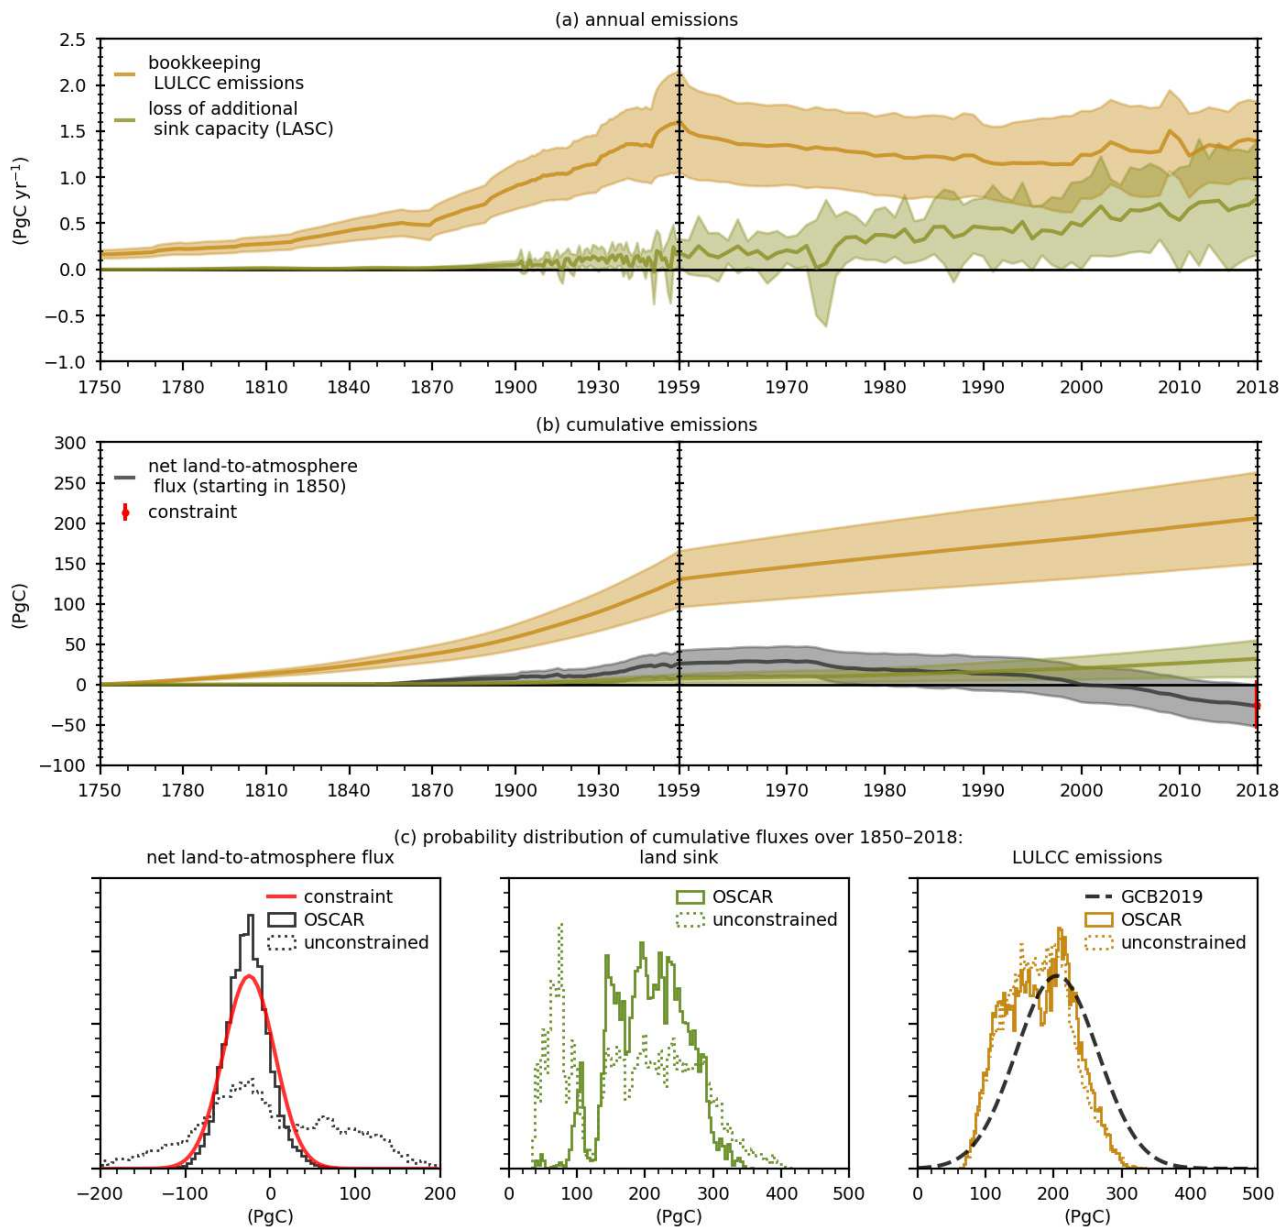 (a) annual emissions
2.5
2.0
1.5
1.0
0.5
0.0
−0.5
−1.0
(PgC yr⁻¹)
bookkeeping
LULCC emissions
loss of additional
sink capacity (LASC)
1750 1780 1810 1840 1870 1900 1930 1959 1970 1980 1990 2000 2010 2018
(b) cumulative emissions
300
250
200
150
100
50
0
−50
−100
(PgC)
net land-to-atmosphere
flux (starting in 1850)
constraint
1750 1780 1810 1840 1870 1900 1930 1959 1970 1980 1990 2000 2010 2018
(c) probability distribution of cumulative fluxes over 1850–2018:
net land-to-atmosphere flux
constraint
OSCAR
unconstrained
−200 −100 0 100 200
(PgC)
land sink
OSCAR
unconstrained
0 100 200 300 400 500
(PgC)
LULCC emissions
GCB2019
OSCAR
unconstrained
0 100 200 300 400 500
(PgC)